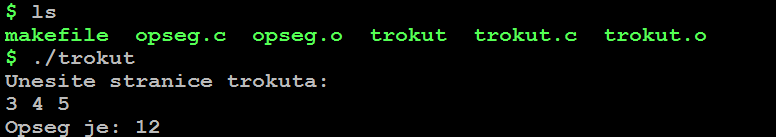 $ ls
makefile  opseg.c  opseg.o  trokut  trokut.c  trokut.o
$ ./trokut
Unesite stranice trokuta:
3 4 5
Opseg je: 12